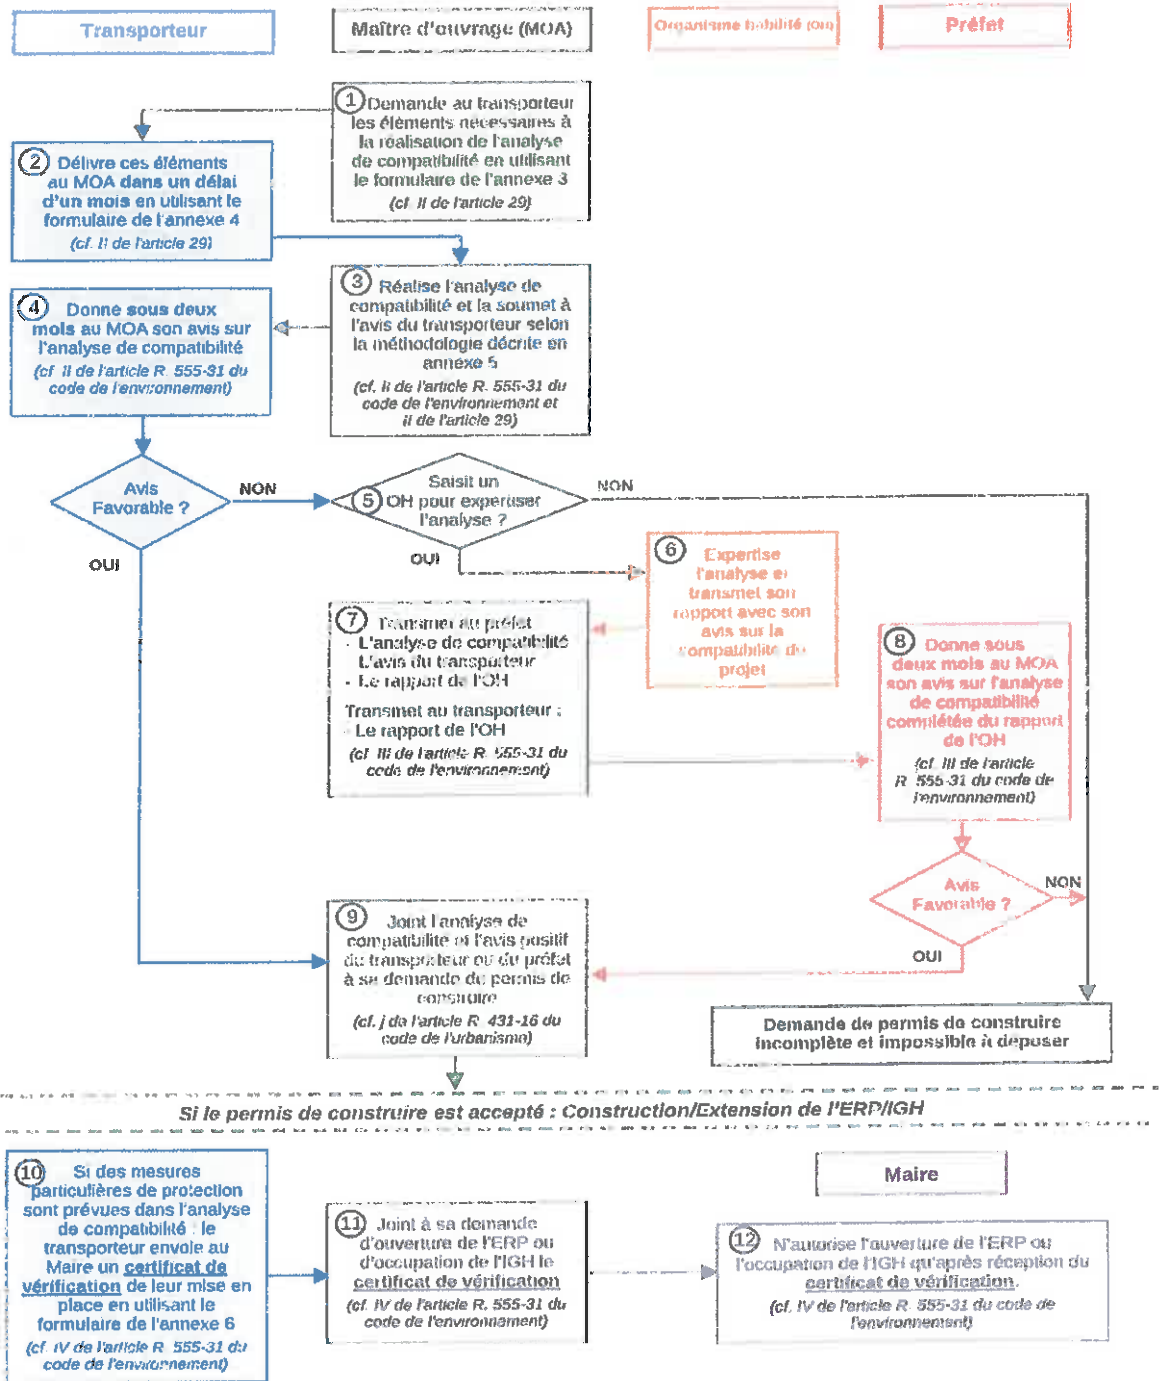 Transporteur
Maître d'ouvrage (MOA)
Organisme habilité (OH)
Préfet
1 Demande au transporteur
les éléments nécessaires à
la réalisation de l'analyse
de compatibilité en utilisant
le formulaire de l'annexe 3
(cf. II de l'article 29)
2 Délivre ces éléments
au MOA dans un délai
d'un mois en utilisant le
formulaire de l'annexe 4
(cf. II de l'article 29)
3 Réalise l'analyse de
compatibilité et la soumet à
l'avis du transporteur selon
la méthodologie décrite en
annexe 5
(cf. II de l'article R. 555-31 du
code de l'environnement et
II de l'article 29)
4 Donne sous deux
mois au MOA son avis sur
l'analyse de compatibilité
(cf. II de l'article R. 555-31 du
code de l'environnement)
Avis
Favorable ?
NON
OUI
5 Saisit un
OH pour expertiser
l'analyse ?
NON
OUI
6 Expertise
l'analyse et
transmet son
rapport avec son
avis sur la
compatibilité du
projet
7 Transmet au préfet
- L'analyse de compatibilité
L'avis du transporteur
- Le rapport de l'OH
Transmet au transporteur :
- Le rapport de l'OH
(cf. III de l'article R. 555-31 du
code de l'environnement)
8 Donne sous
deux mois au MOA
son avis sur l'analyse
de compatibilité
complétée du rapport
de l'OH
(cf. III de l'article
R. 555-31 du code de
l'environnement)
Avis
Favorable ?
NON
OUI
9 Joint l'analyse de
compatibilité et l'avis positif
du transporteur ou du préfet
à sa demande de permis de
construire
(cf. j de l'article R. 431-16 du
code de l'urbanisme)
Demande de permis de construire
incomplète et impossible à déposer
Si le permis de construire est accepté : Construction/Extension de l'ERP/IGH
10 Si des mesures
particulières de protection
sont prévues dans l'analyse
de compatibilité : le
transporteur envoie au
Maire un certificat de
vérification de leur mise en
place en utilisant le
formulaire de l'annexe 6
(cf. IV de l'article R. 555-31 du
code de l'environnement)
11 Joint à sa demande
d'ouverture de l'ERP ou
d'occupation de l'IGH le
certificat de vérification
(cf. IV de l'article R. 555-31 du
code de l'environnement)
Maire
12 N'autorise l'ouverture de l'ERP ou
l'occupation de l'IGH qu'après réception du
certificat de vérification.
(cf. IV de l'article R. 555-31 du code de
l'environnement)